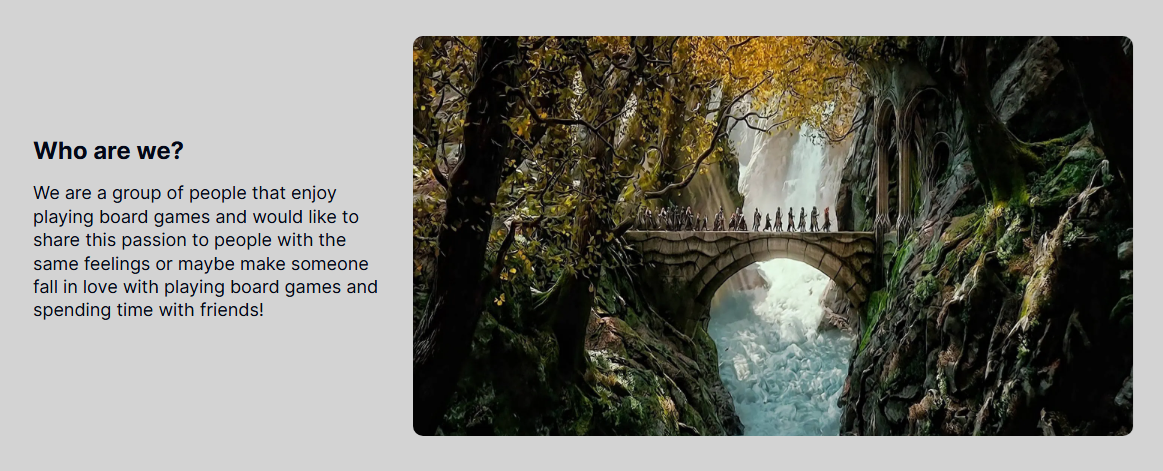 Who are we?
We are a group of people that enjoy
playing board games and would like to
share this passion to people with the
same feelings or maybe make someone
fall in love with playing board games and
spending time with friends!